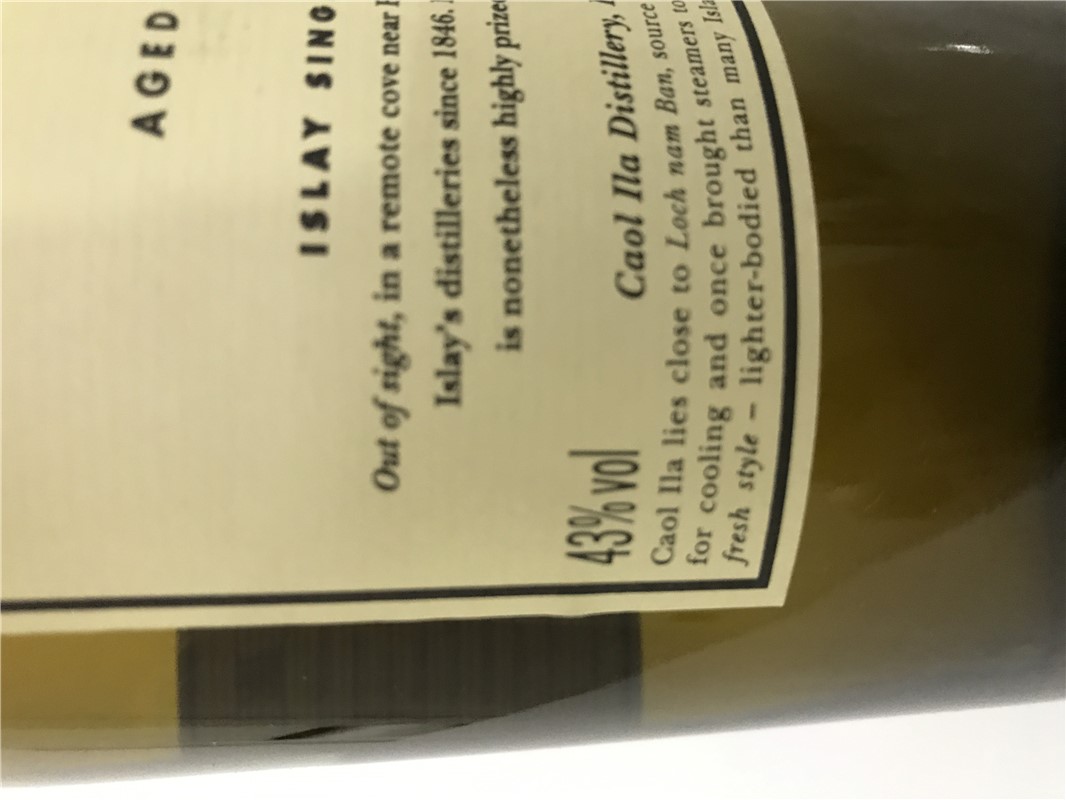 AGED
ISLAY SING
Out of sight, in a remote cove near
Islay's distilleries since 1846.
is nonetheless highly prize
Caol Ila Distillery,
43% vol
Caol Ila lies close to Loch nam Ban, source
for cooling and once brought steamers to
fresh style – lighter-bodied than many Isla